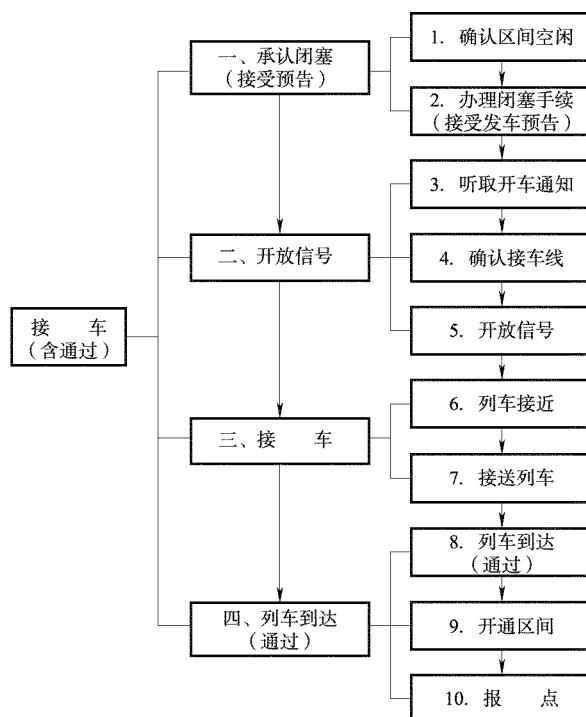 接 车
(含通过)
一、承认闭塞
(接受预告)
二、开放信号
三、接 车
四、列车到达
(通过)
1. 确认区间空闲
2. 办理闭塞手续
(接受发车预告)
3. 听取开车通知
4. 确认接车线
5. 开放信号
6. 列车接近
7. 接送列车
8. 列车到达
(通过)
9. 开通区间
10. 报 点